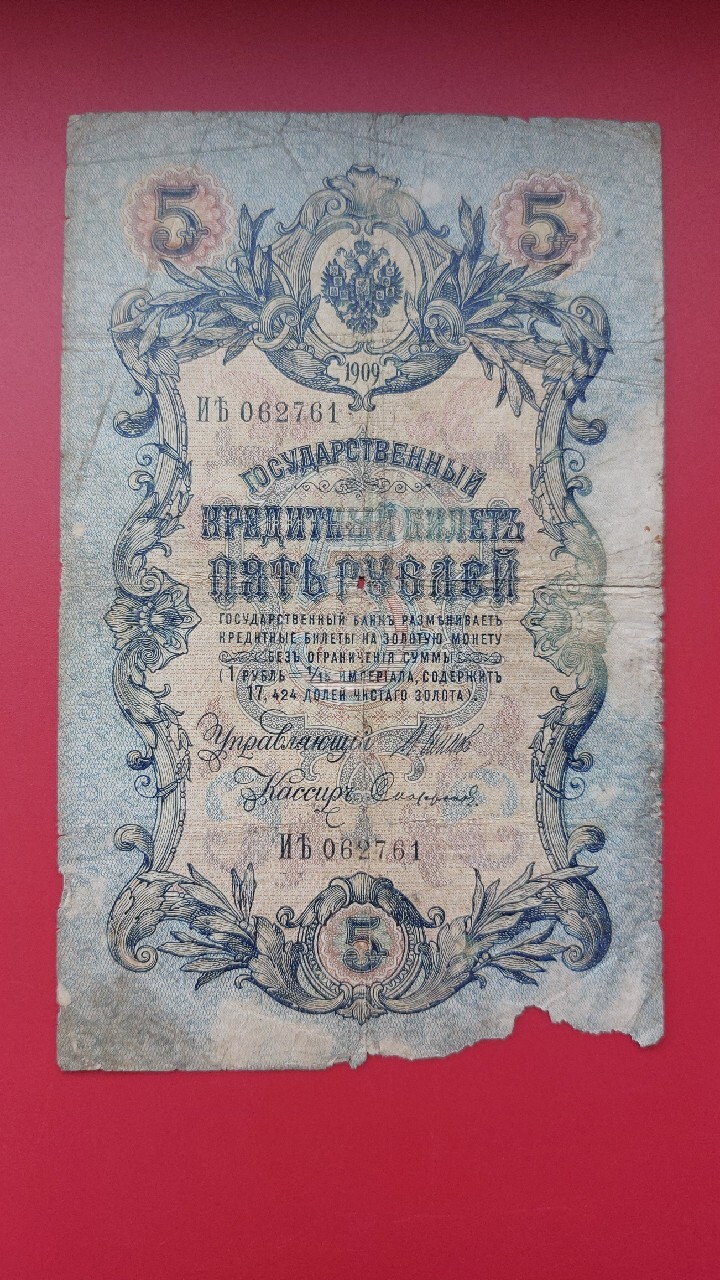 5 5
1909
ИѢ 062761
ГОСУДАРСТВЕННЫЙ
КРЕДИТНЫЙ БИЛЕТЪ
ПЯТЬ РУБЛЕЙ
ГОСУДАРСТВЕННЫЙ БАНКЪ РАЗМѢНИВАЕТЪ
КРЕДИТНЫЕ БИЛЕТЫ НА ЗОЛОТУЮ МОНЕТУ
БЕЗЪ ОГРАНИЧЕНІЯ СУММЫ
(1 РУБЛЬ = 1/15 ИМПЕРІАЛА, СОДЕРЖИТЪ
17,424 ДОЛЕЙ ЧИСТАГО ЗОЛОТА).
Управляющій
Кассиръ
ИѢ 062761
5